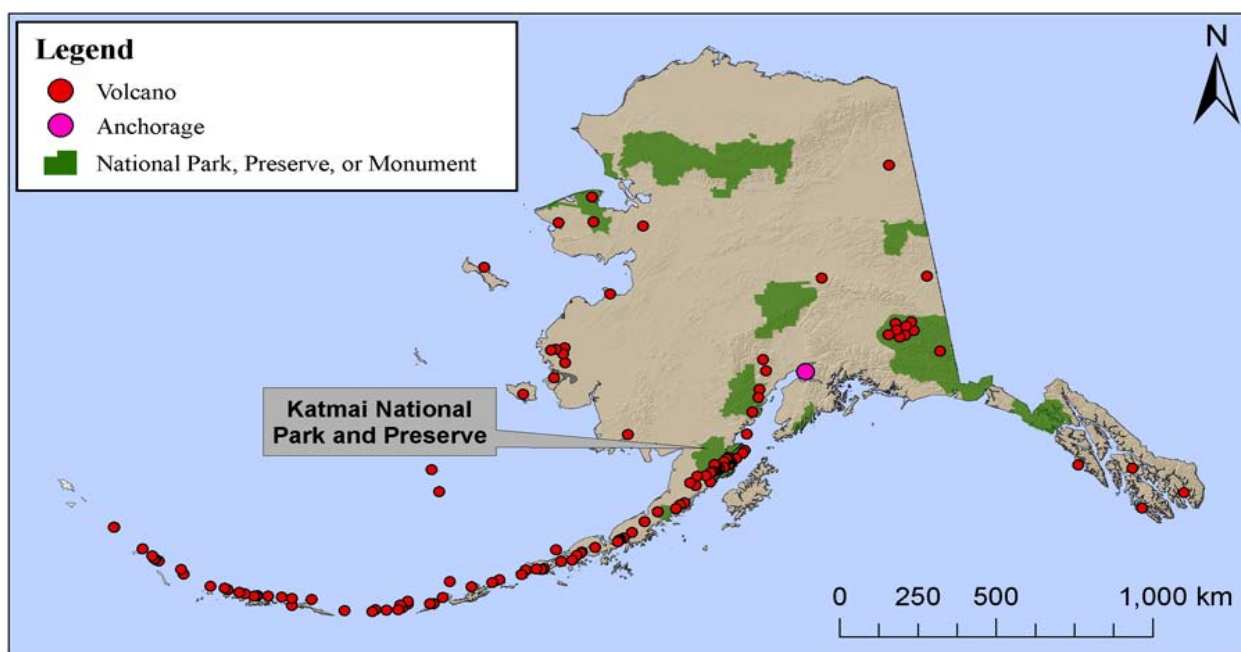 Legend
Volcano
Anchorage
National Park, Preserve, or Monument
N
Katmai National
Park and Preserve
0 250 500 1,000 km